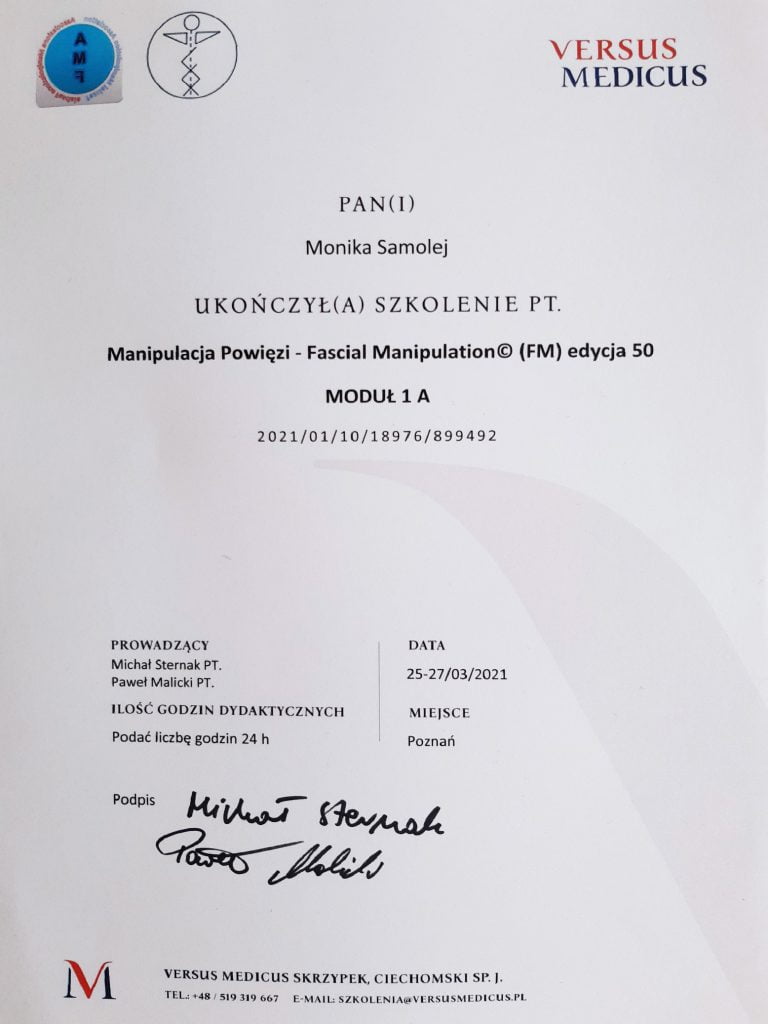 A
M
F
VERSUS
MEDICUS
PAN(I)
Monika Samolej
UKOŃCZYŁ(A) SZKOLENIE PT.
Manipulacja Powięzi - Fascial Manipulation© (FM) edycja 50
MODUŁ 1 A
2021/01/10/18976/899492
PROWADZĄCY
Michał Sternak PT.
Paweł Malicki PT.
ILOŚĆ GODZIN DYDAKTYCZNYCH
Podać liczbę godzin 24 h
DATA
25-27/03/2021
MIEJSCE
Poznań
Podpis
Michał Sternak
Paweł Malicki
M
VERSUS MEDICUS SKRZYPEK, CIECHOMSKI SP. J.
TEL.: +48 / 519 319 667 E-MAIL: SZKOLENIA@VERSUSMEDICUS.PL